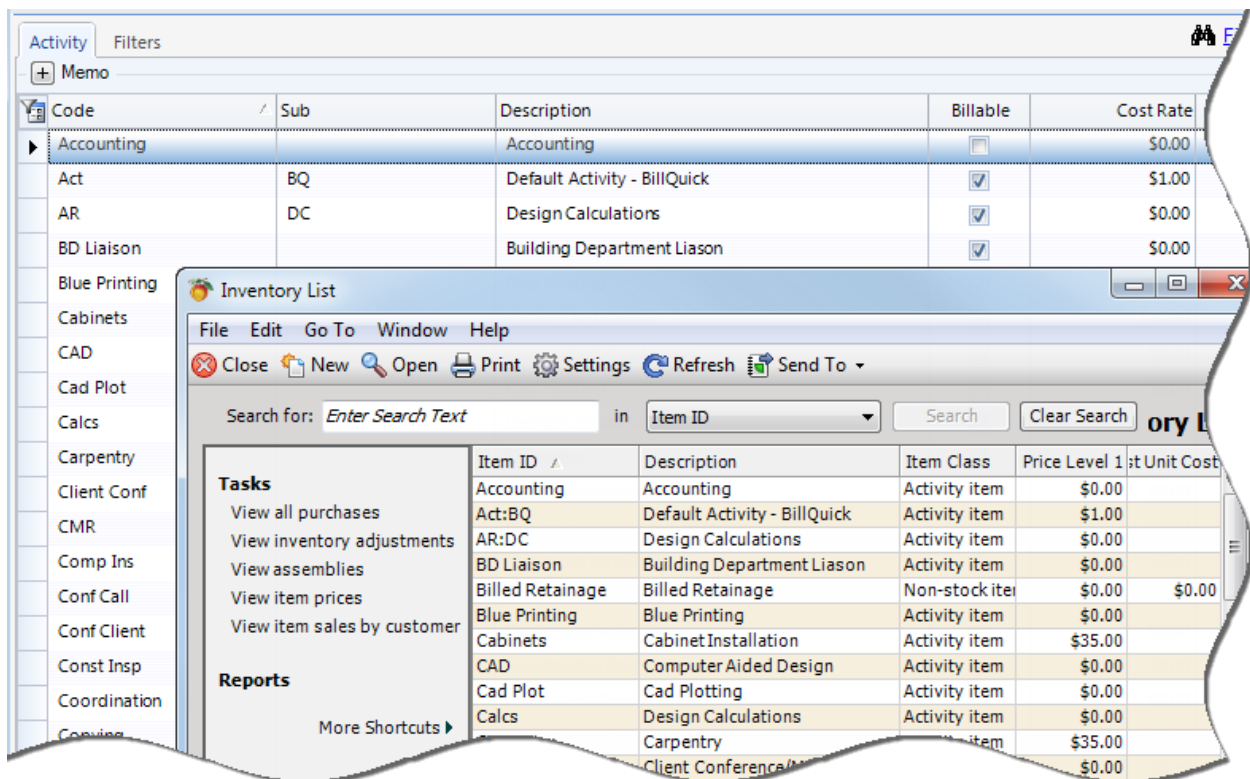 Activity Filters
Memo
Code Sub Description Billable Cost Rate
Accounting Accounting $0.00
Act BQ Default Activity - BillQuick $1.00
AR DC Design Calculations $0.00
BD Liaison Building Department Liason $0.00
Blue Printing
Cabinets
CAD
Cad Plot
Calcs
Carpentry
Client Conf
CMR
Comp Ins
Conf Call
Conf Client
Const Insp
Coordination
Copying
Inventory List
File Edit Go To Window Help
Close New Open Print Settings Refresh Send To
Search for: Enter Search Text in Item ID Search Clear Search
Tasks
View all purchases
View inventory adjustments
View assemblies
View item prices
View item sales by customer
Reports
More Shortcuts
Item ID Description Item Class Price Level 1 st Unit Cost
Accounting Accounting Activity item $0.00
Act:BQ Default Activity - BillQuick Activity item $1.00
AR:DC Design Calculations Activity item $0.00
BD Liaison Building Department Liason Activity item $0.00
Billed Retainage Billed Retainage Non-stock iter $0.00 $0.00
Blue Printing Blue Printing Activity item $0.00
Cabinets Cabinet Installation Activity item $35.00
CAD Computer Aided Design Activity item $0.00
Cad Plot Cad Plotting Activity item $0.00
Calcs Design Calculations Activity item $0.00
Carpentry item $35.00
Client Conference/ $0.00